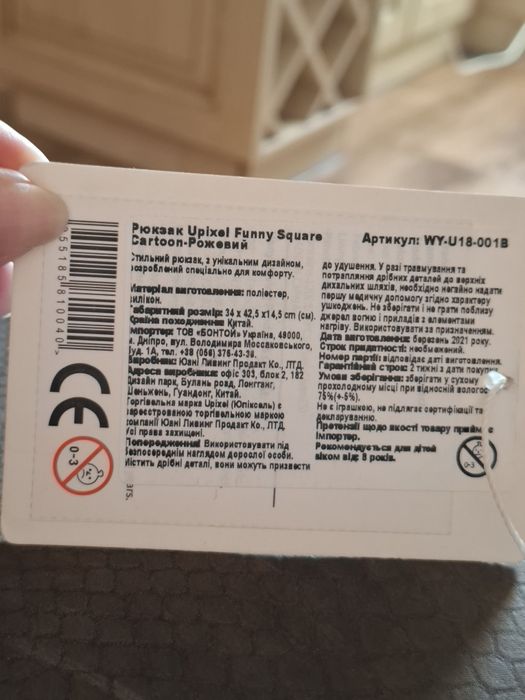 Рюкзак Upixel Funny Square
Cartoon-Рожевий
Стильний рюкзак, з унікальним дизайном,
розроблений спеціально для комфорту.
Матеріал виготовлення: поліестер,
силікон.
Габаритний розмір: 34 x 42,5 x14,5 cm (см).
Країна походження Китай.
Імпортер: ТОВ «БОНТОЙ» Україна, 49000,
м. Дніпро, вул. Володимира Моссаковського,
буд. 1А, тел. +38 (056) 376-43-38.
Виробник: Юані Ливинг Продакт Ко., ЛТД.
Адреса виробника: офіс 303, Блок 2, 182
Дизайн парк, Булань роад, Лонгганг,
Шеньжень, Гуандонг, Китай.
Торгівельна марка Upixel (Юпіксель) є
зареєстрованою торгівельною маркою
компанії Юані Ливинг Продакт Ко., ЛТД.
Усі права захищені.
Попередження! Використовувати під
безпосереднім наглядом дорослої особи.
Містить дрібні деталі, вони можуть призвести
Артикул: WY-U18-001B
до удушення. У разі травмування та
потрапляння дрібних деталей до верхніх
дихальних шляхів, необхідно негайно надати
першу медичну допомогу згідно характеру
ушкоджень. Не зберігати і не грати поблизу
джерел вогню і приладів з елементами
нагріву. Використовувати за призначенням.
Дата виготовлення: березень 2021 року.
Строк придатності: необмежений.
Номер партії: відповідає даті виготовлення.
Гарантійний строк: 2 тижні з дати покупки
Умови зберігання: зберігати у сухому
прохолодному місці при відносній вологос
75%(+-5%).
Не є іграшкою, не підлягає сертифікації та
декларуванню.
Претензії щодо якості товару прийм є
Імпортер.
Рекомендується для дітей
віком від: 8 років.
551858100400>
CE
0-3
0-3